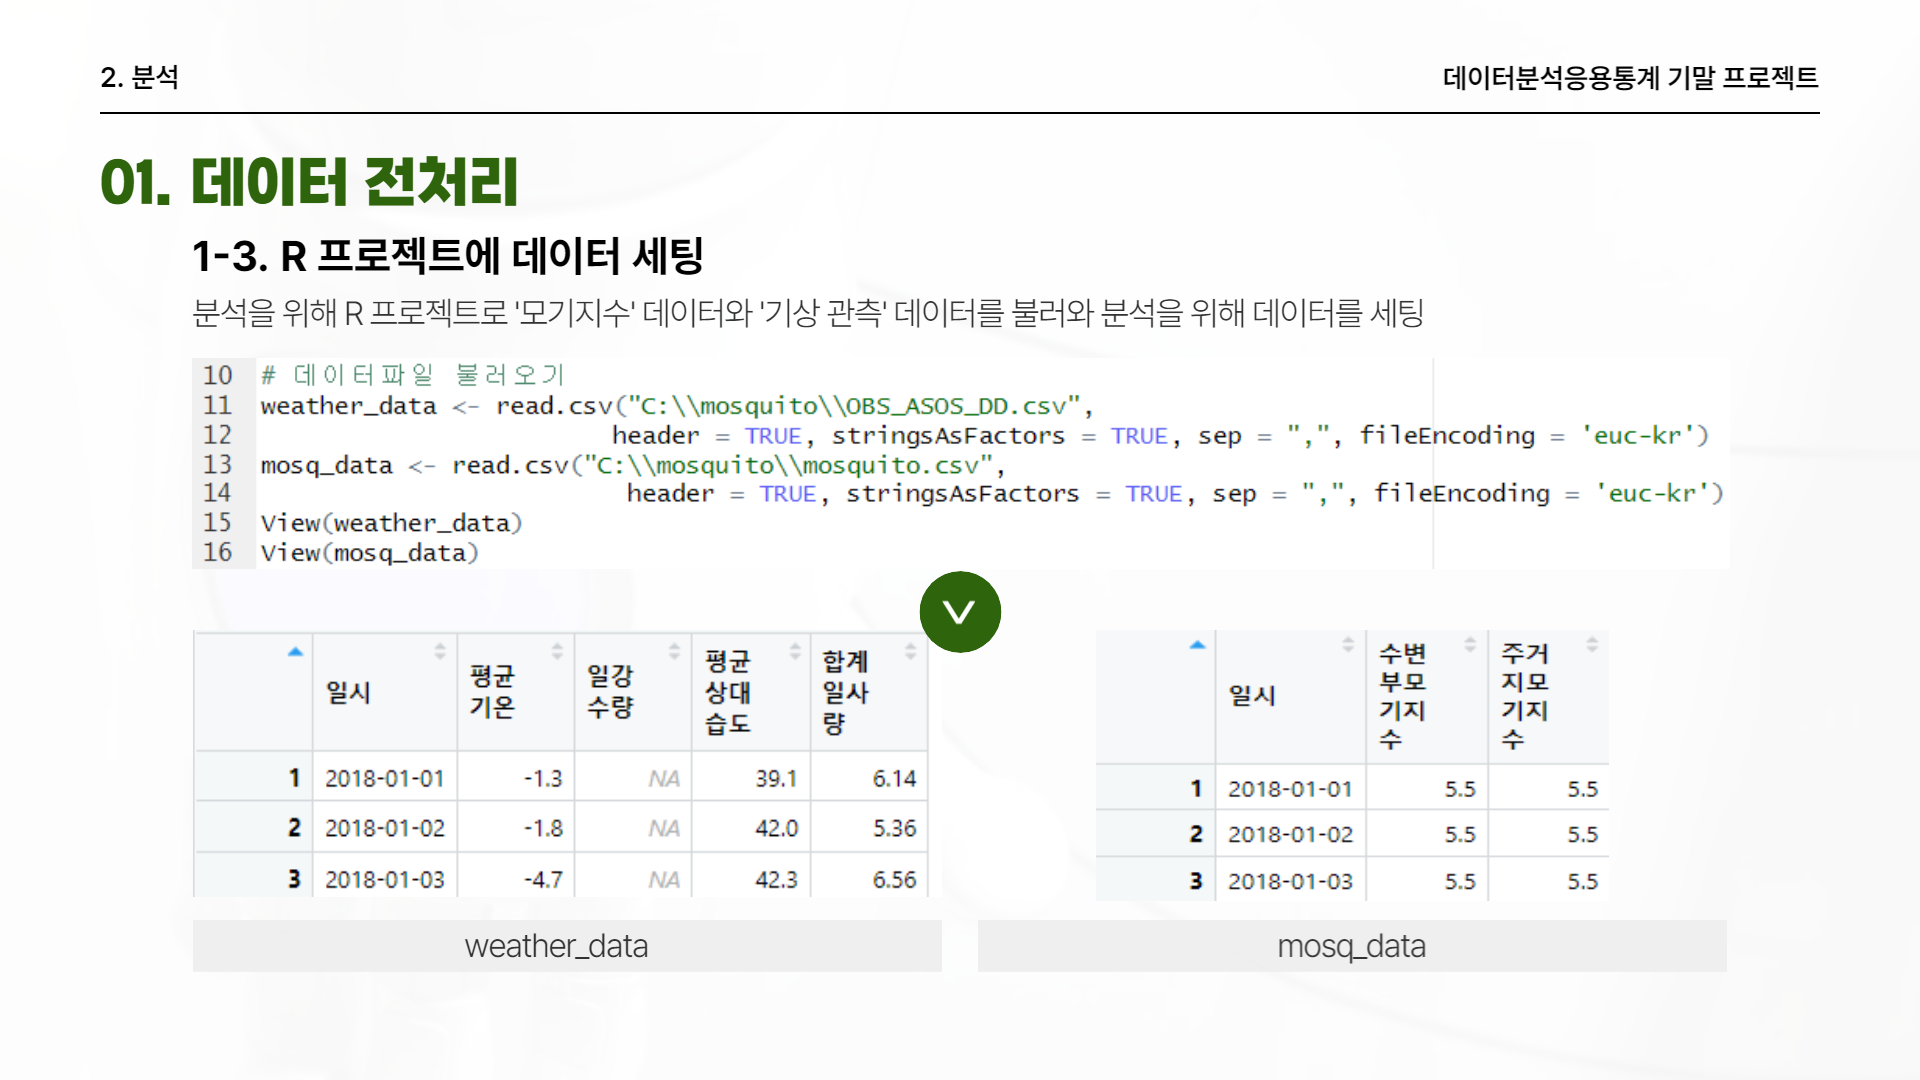 2. 분석
데이터분석응용통계 기말 프로젝트
01. 데이터 전처리
1-3. R 프로젝트에 데이터 세팅
분석을 위해 R 프로젝트로 '모기지수' 데이터와 '기상 관측' 데이터를 불러와 분석을 위해 데이터를 세팅
10 # 데이터파일 불러오기
11 weather_data <- read.csv("C:\\mosquito\\OBS_ASOS_DD.csv",
12 header = TRUE, stringsAsFactors = TRUE, sep = ",", fileEncoding = 'euc-kr')
13 mosq_data <- read.csv("C:\\mosquito\\mosquito.csv",
14 header = TRUE, stringsAsFactors = TRUE, sep = ",", fileEncoding = 'euc-kr')
15 View(weather_data)
16 View(mosq_data)
일시
평균
기온
일강
수량
평균
상대
습도
합계
일사
량
1 2018-01-01 -1.3 NA 39.1 6.14
2 2018-01-02 -1.8 NA 42.0 5.36
3 2018-01-03 -4.7 NA 42.3 6.56
weather_data
일시
수변
부모
기지
수
주거
지모
기지
수
1 2018-01-01 5.5 5.5
2 2018-01-02 5.5 5.5
3 2018-01-03 5.5 5.5
mosq_data